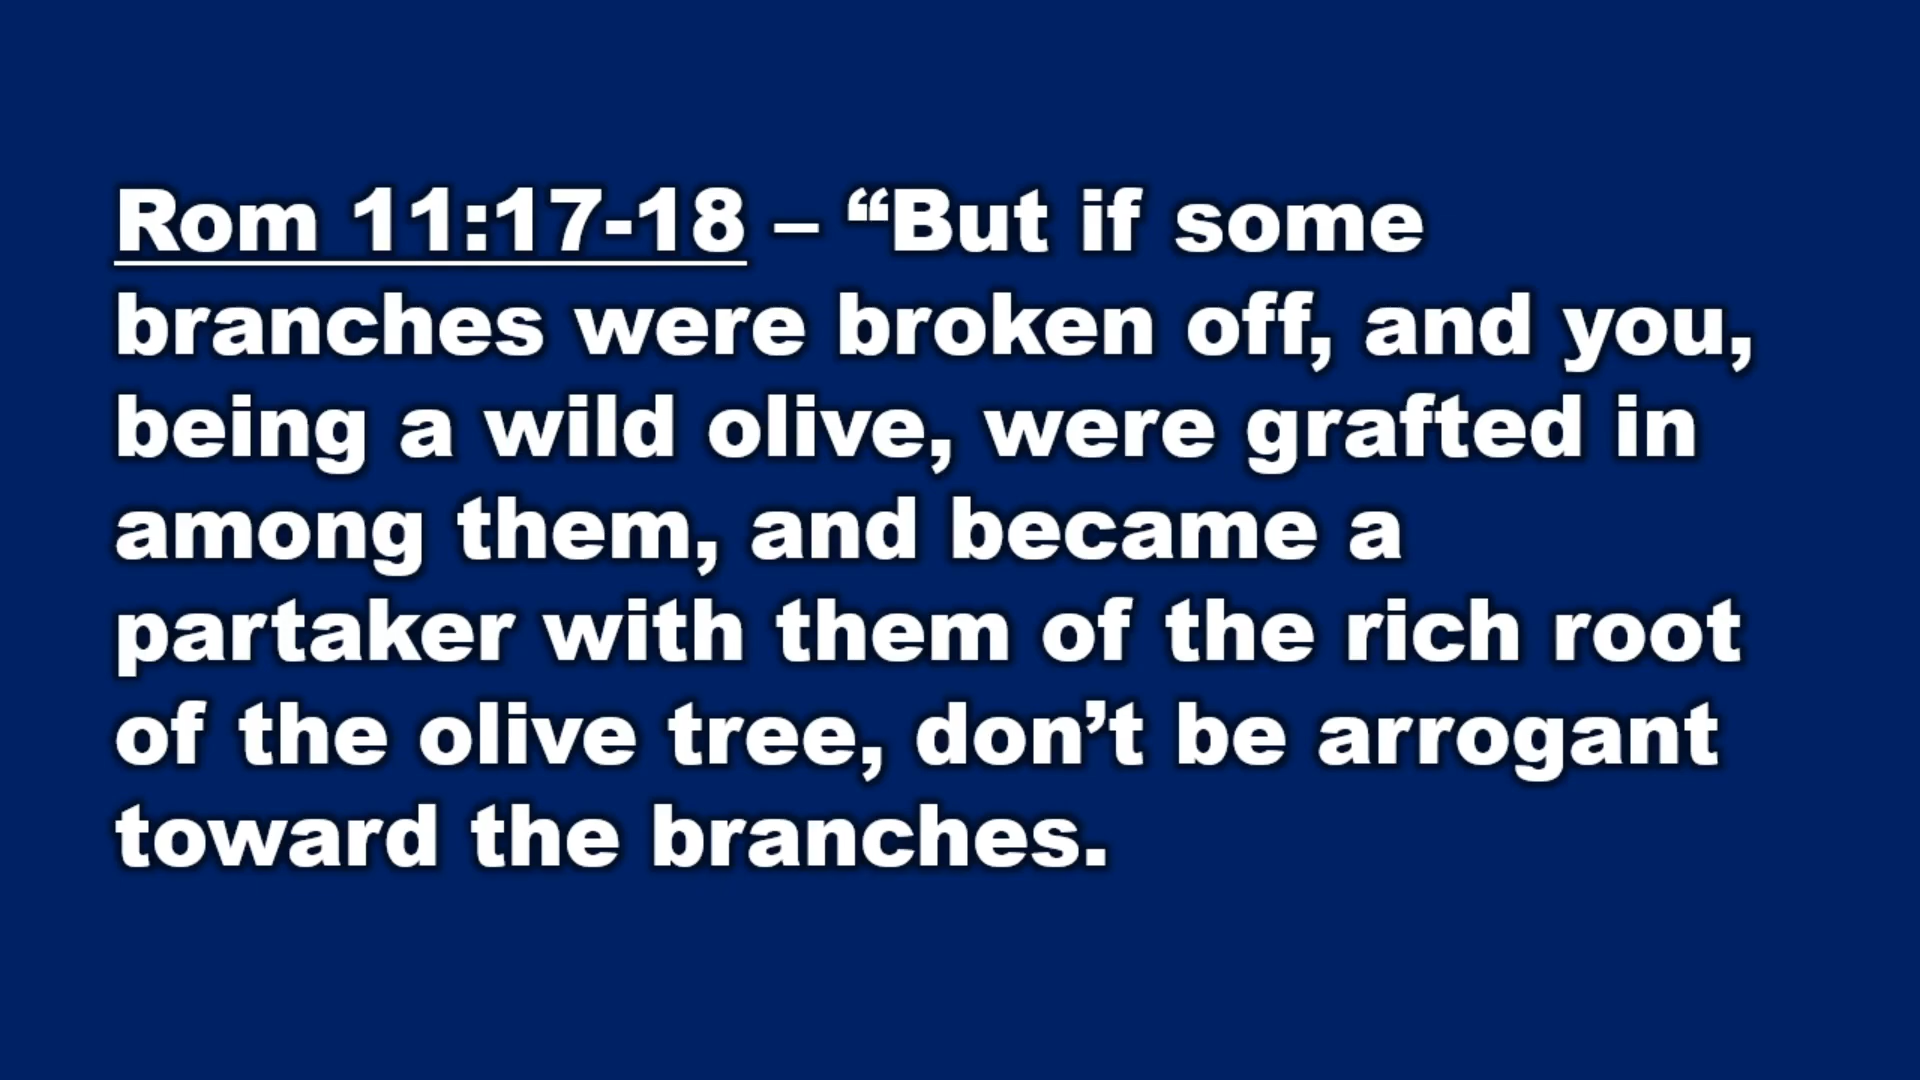 Rom 11:17-18 – “But if some
branches were broken off, and you,
being a wild olive, were grafted in
among them, and became a
partaker with them of the rich root
of the olive tree, don’t be arrogant
toward the branches.